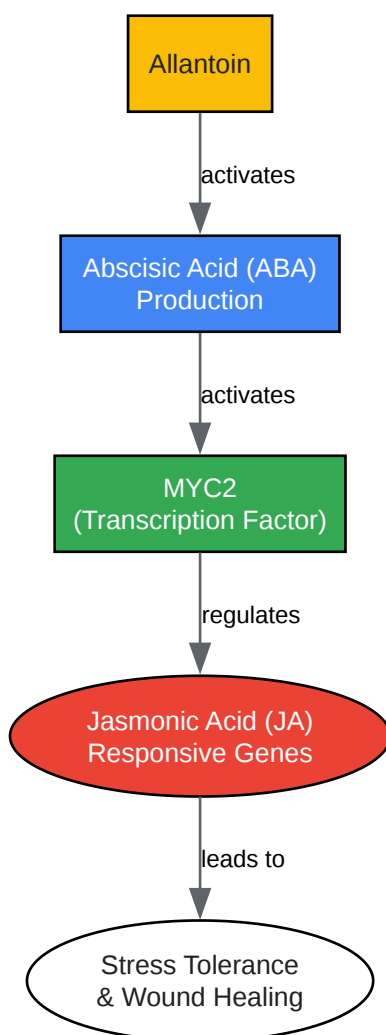 Allantoin
activates
Abscisic Acid (ABA)
Production
activates
MYC2
(Transcription Factor)
regulates
Jasmonic Acid (JA)
Responsive Genes
leads to
Stress Tolerance
& Wound Healing